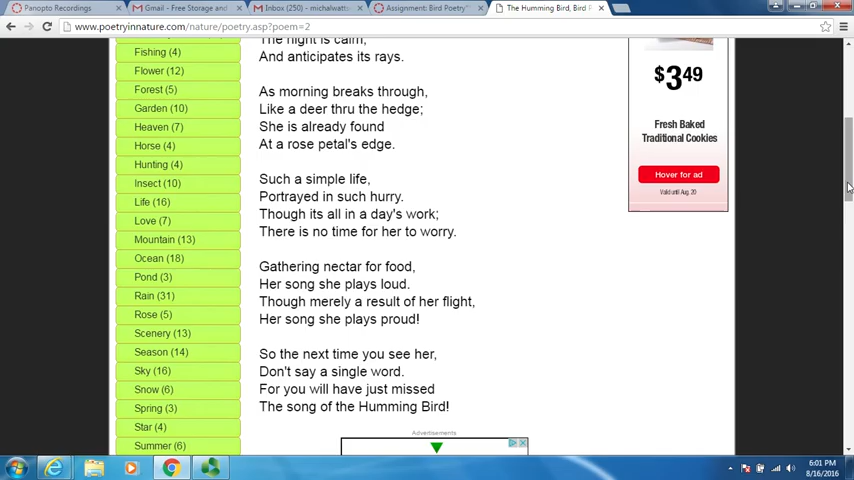 Panopto Recordings
Gmail - Free Storage and
Inbox (250) - michalwatts
Assignment: Bird Poetry"
The Humming Bird, Bird P
www.poetryinnature.com/nature/poetry.asp?poem=2
Fishing (4)
Flower (12)
Forest (5)
Garden (10)
Heaven (7)
Horse (4)
Hunting (4)
Insect (10)
Life (16)
Love (7)
Mountain (13)
Ocean (18)
Pond (3)
Rain (31)
Rose (5)
Scenery (13)
Season (14)
Sky (16)
Snow (6)
Spring (3)
Star (4)
Summer (6)
The night is calm,
And anticipates its rays.
As morning breaks through,
Like a deer thru the hedge;
She is already found
At a rose petal's edge.
Such a simple life,
Portrayed in such hurry.
Though its all in a day's work;
There is no time for her to worry.
Gathering nectar for food,
Her song she plays loud.
Though merely a result of her flight,
Her song she plays proud!
So the next time you see her,
Don't say a single word.
For you will have just missed
The song of the Humming Bird!
Advertisements
$3.49
Fresh Baked
Traditional Cookies
Hover for ad
Valid until Aug. 20
6:01 PM
8/16/2016